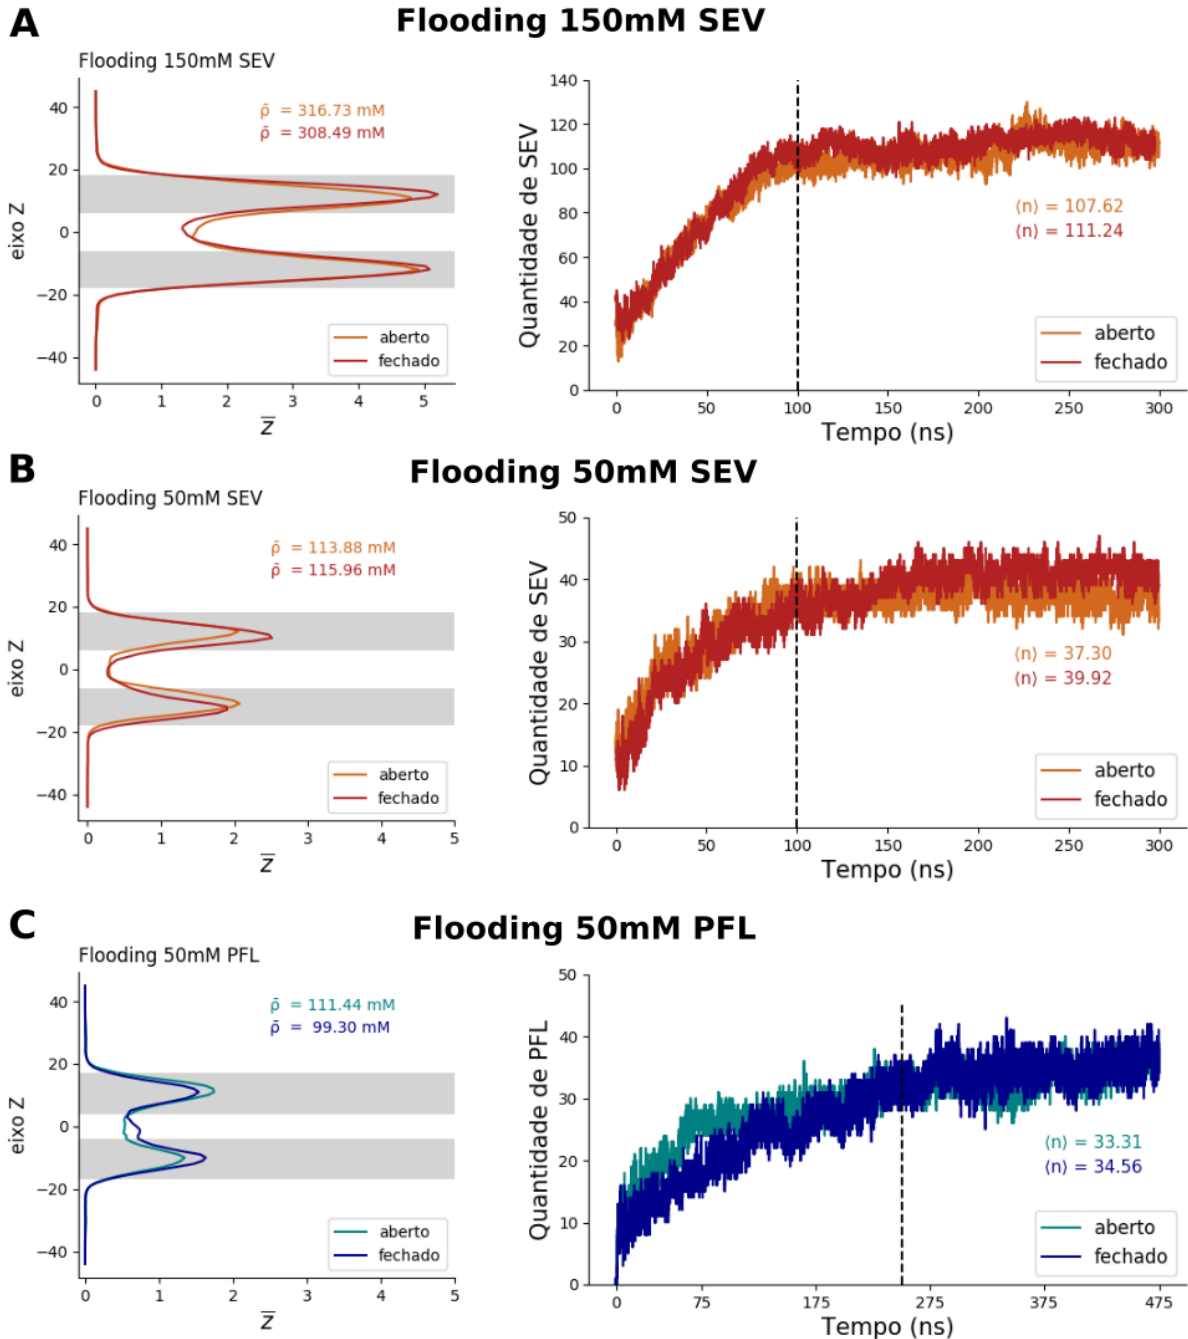 A
Flooding 150mM SEV
Flooding 150mM SEV
ρ̄ = 316.73 mM
ρ̄ = 308.49 mM
eixo Z
40
20
0
−20
−40
aberto
fechado
0 1 2 3 4 5
z̅
Quantidade de SEV
140
120
100
80
60
40
20
0
⟨n⟩ = 107.62
⟨n⟩ = 111.24
aberto
fechado
0 50 100 150 200 250 300
Tempo (ns)
B
Flooding 50mM SEV
Flooding 50mM SEV
ρ̄ = 113.88 mM
ρ̄ = 115.96 mM
eixo Z
40
20
0
−20
−40
aberto
fechado
0 1 2 3 4 5
z̅
Quantidade de SEV
50
40
30
20
10
0
⟨n⟩ = 37.30
⟨n⟩ = 39.92
aberto
fechado
0 50 100 150 200 250 300
Tempo (ns)
C
Flooding 50mM PFL
Flooding 50mM PFL
ρ̄ = 111.44 mM
ρ̄ = 99.30 mM
eixo Z
40
20
0
−20
−40
aberto
fechado
0 1 2 3 4 5
z̅
Quantidade de PFL
50
40
30
20
10
0
⟨n⟩ = 33.31
⟨n⟩ = 34.56
aberto
fechado
0 75 175 275 375 475
Tempo (ns)